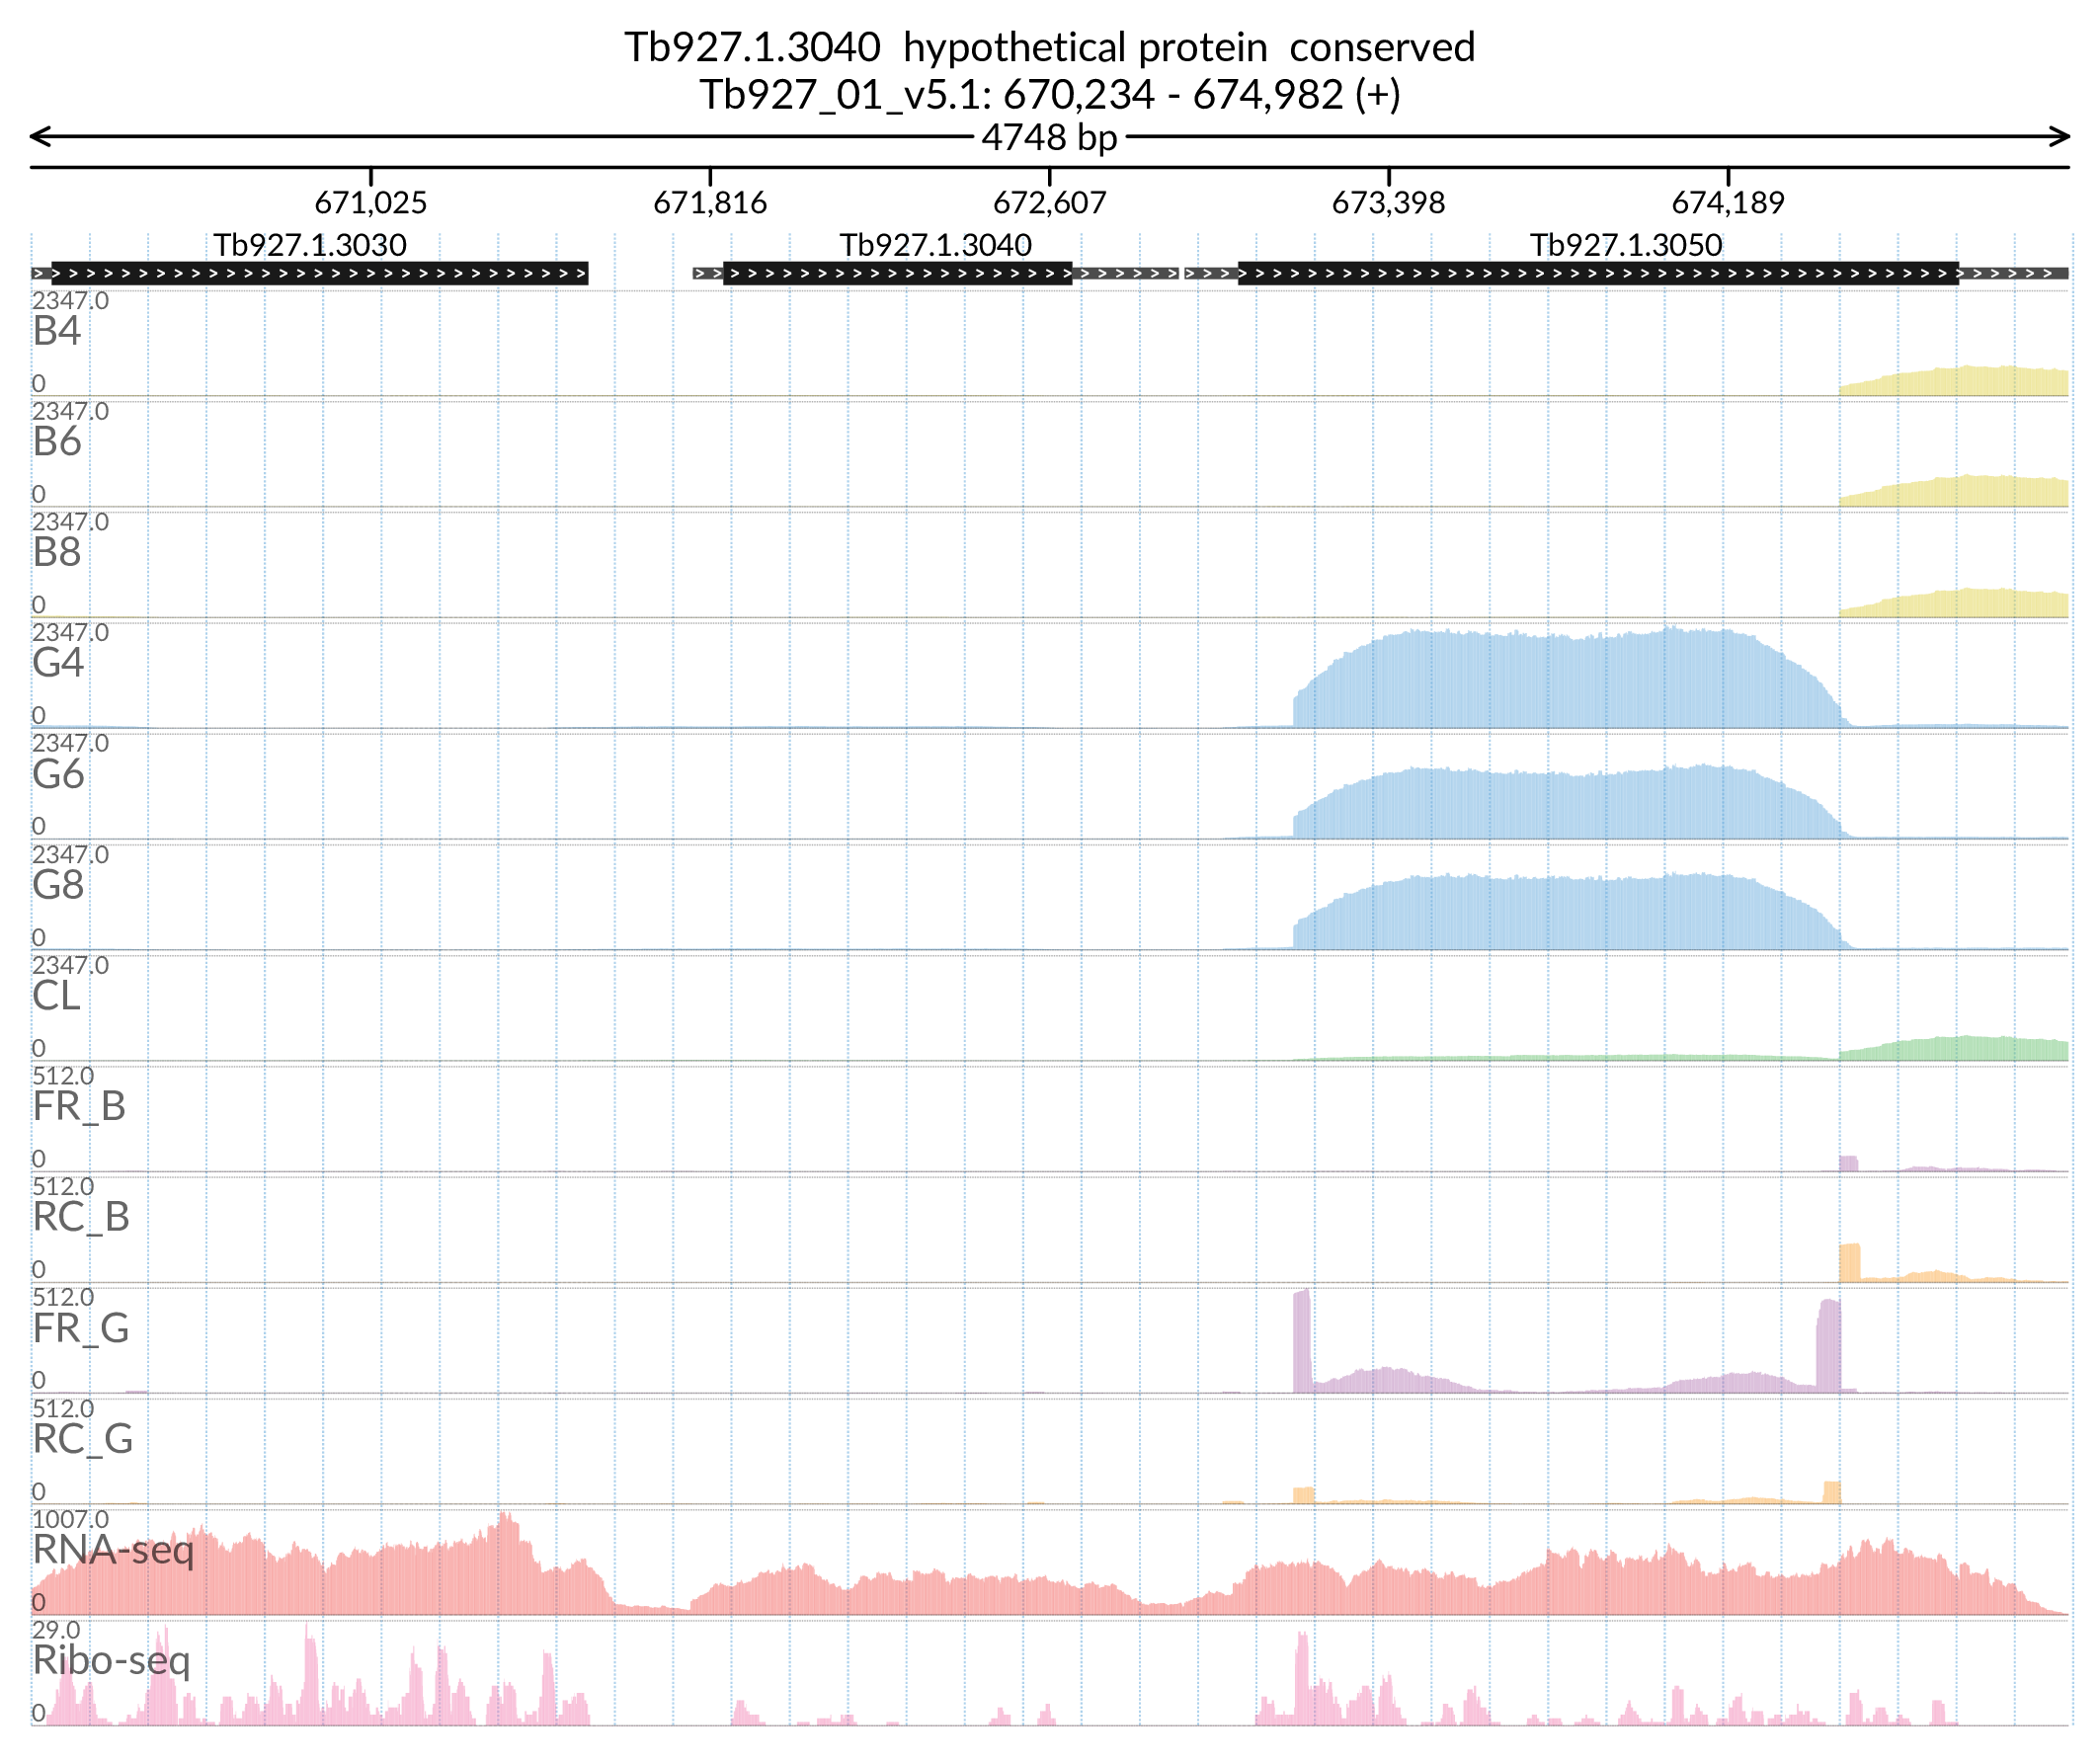 Tb927.1.3040  hypothetical protein  conserved
Tb927_01_v5.1: 670,234 - 674,982 (+)
4748 bp
671,025 671,816 672,607 673,398 674,189
Tb927.1.3030 Tb927.1.3040 Tb927.1.3050
2347.0
B4
0
2347.0
B6
0
2347.0
B8
0
2347.0
G4
0
2347.0
G6
0
2347.0
G8
0
2347.0
CL
0
512.0
FR_B
0
512.0
RC_B
0
512.0
FR_G
0
512.0
RC_G
0
1007.0
RNA-seq
0
29.0
Ribo-seq
0